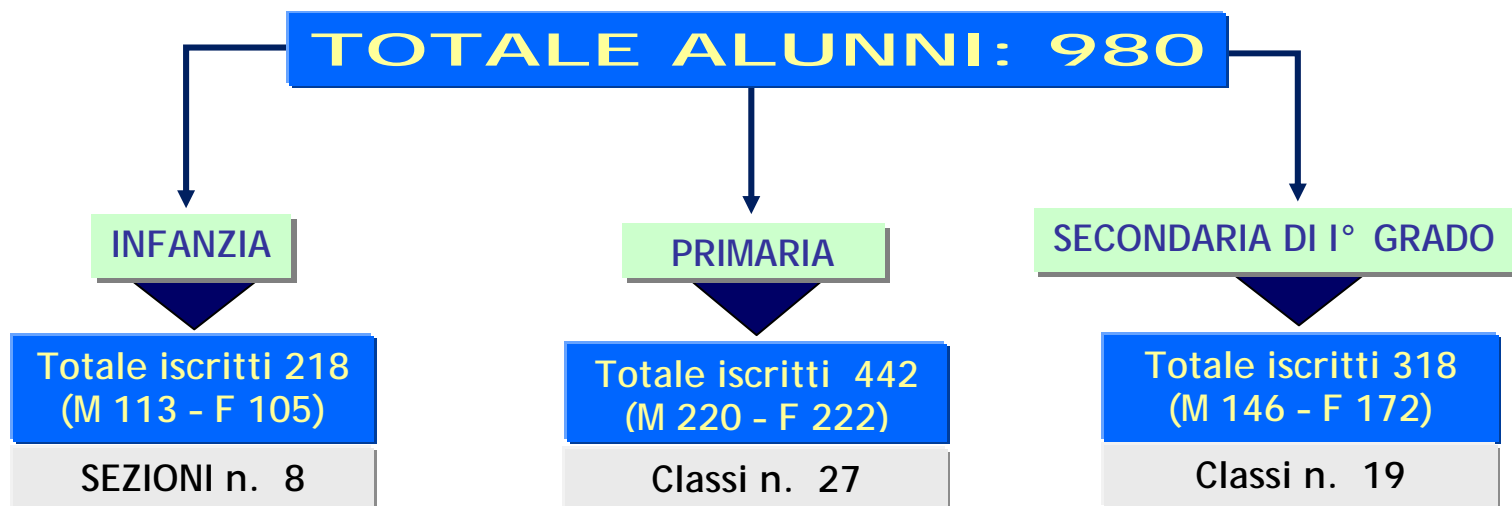 TOTALE ALUNNI: 980
INFANZIA
Totale iscritti 218
(M 113 – F 105)
SEZIONI n. 8
PRIMARIA
Totale iscritti 442
(M 220 – F 222)
Classi n. 27
SECONDARIA DI I° GRADO
Totale iscritti 318
(M 146 – F 172)
Classi n. 19